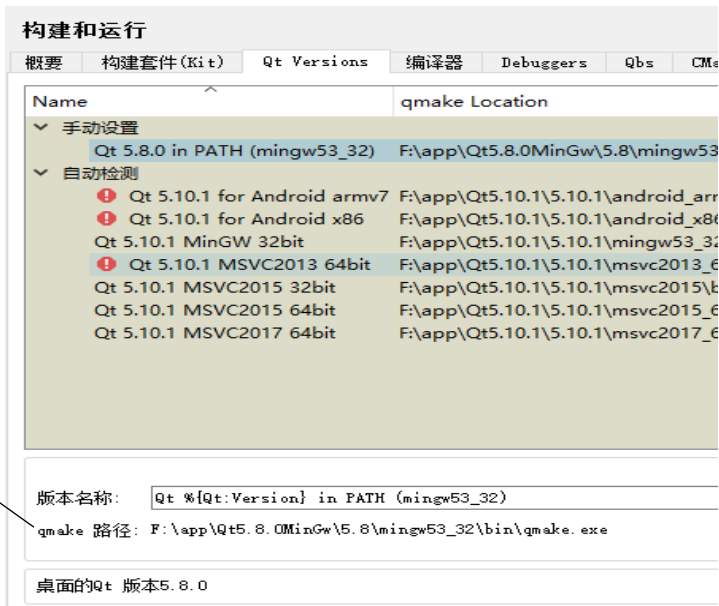 构建和运行
概要 构建套件(Kit) Qt Versions 编译器 Debuggers Qbs CMa
Name qmake Location
手动设置
Qt 5.8.0 in PATH (mingw53_32) F:\app\Qt5.8.0MinGw\5.8\mingw53
自动检测
Qt 5.10.1 for Android armv7 F:\app\Qt5.10.1\5.10.1\android_arm
Qt 5.10.1 for Android x86 F:\app\Qt5.10.1\5.10.1\android_x86
Qt 5.10.1 MinGW 32bit F:\app\Qt5.10.1\5.10.1\mingw53_32
Qt 5.10.1 MSVC2013 64bit F:\app\Qt5.10.1\5.10.1\msvc2013_6
Qt 5.10.1 MSVC2015 32bit F:\app\Qt5.10.1\5.10.1\msvc2015\b
Qt 5.10.1 MSVC2015 64bit F:\app\Qt5.10.1\5.10.1\msvc2015_6
Qt 5.10.1 MSVC2017 64bit F:\app\Qt5.10.1\5.10.1\msvc2017_6
版本名称: Qt %{Qt:Version} in PATH (mingw53_32)
qmake 路径: F:\app\Qt5.8.0MinGw\5.8\mingw53_32\bin\qmake.exe
桌面的Qt 版本5.8.0